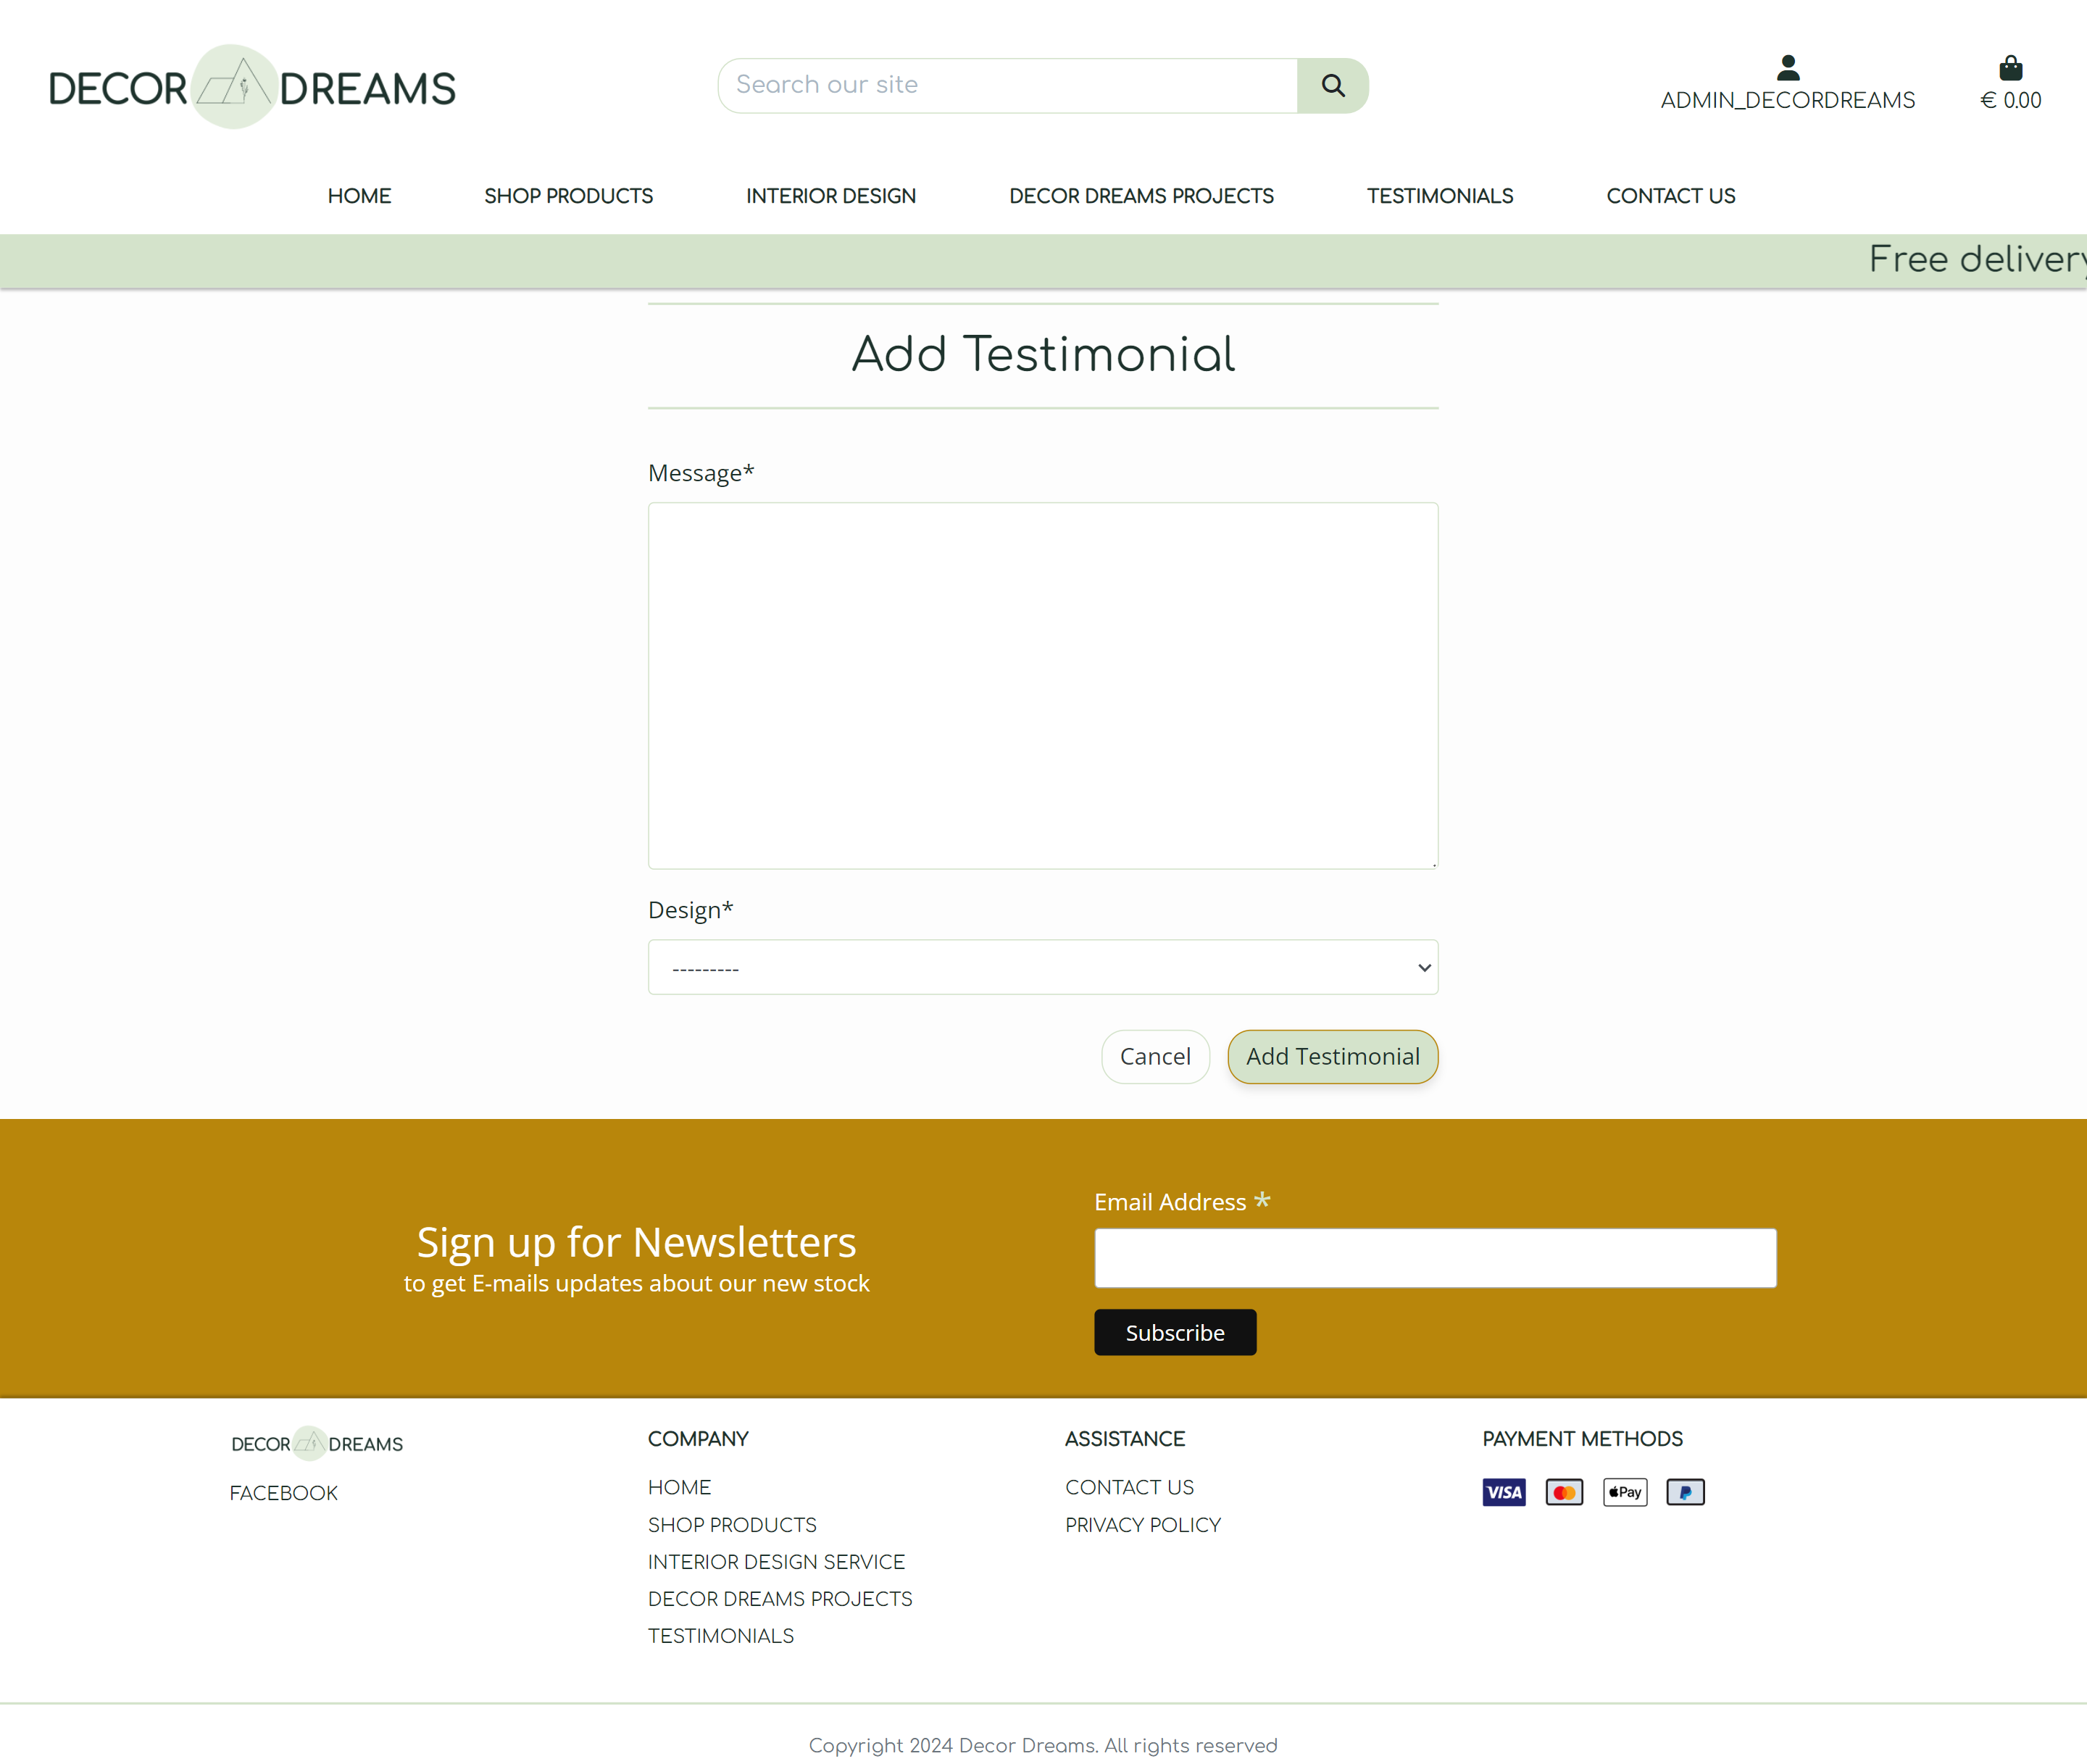 DECOR DREAMS
Search our site
ADMIN_DECORDREAMS
€ 0.00
HOME SHOP PRODUCTS INTERIOR DESIGN DECOR DREAMS PROJECTS TESTIMONIALS CONTACT US
Free delivery
Add Testimonial
Message*
Design*
---------
Cancel Add Testimonial
Sign up for Newsletters
to get E-mails updates about our new stock
Email Address *
Subscribe
DECOR DREAMS
FACEBOOK
COMPANY
HOME
SHOP PRODUCTS
INTERIOR DESIGN SERVICE
DECOR DREAMS PROJECTS
TESTIMONIALS
ASSISTANCE
CONTACT US
PRIVACY POLICY
PAYMENT METHODS
VISA Pay
Copyright 2024 Decor Dreams. All rights reserved